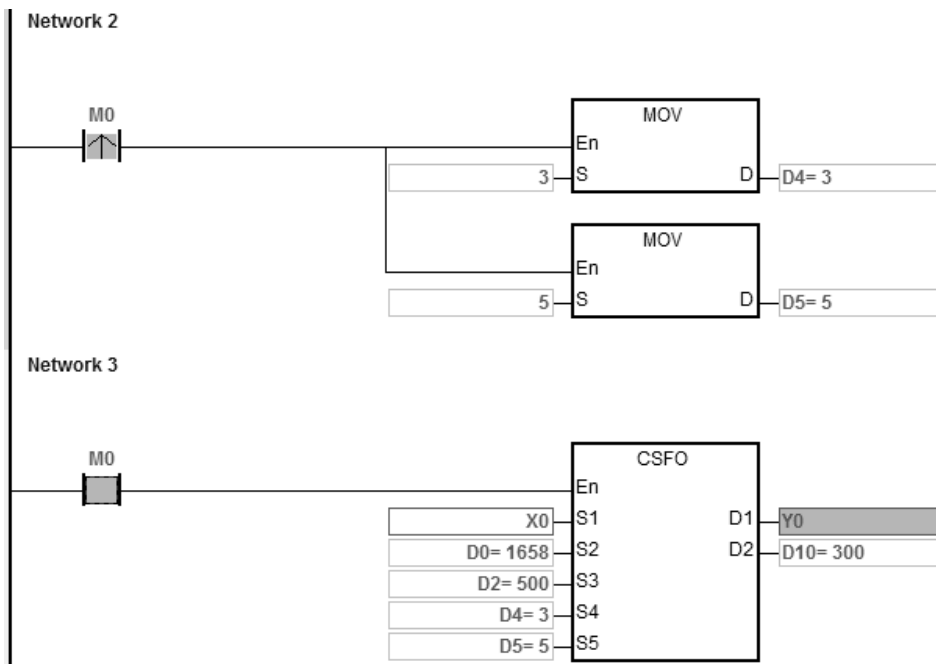 Network 2
M0
MOV
En
3 S D D4= 3
MOV
En
5 S D D5= 5
Network 3
M0
CSFO
En
X0 S1 D1 Y0
D0= 1658 S2 D2 D10= 300
D2= 500 S3
D4= 3 S4
D5= 5 S5